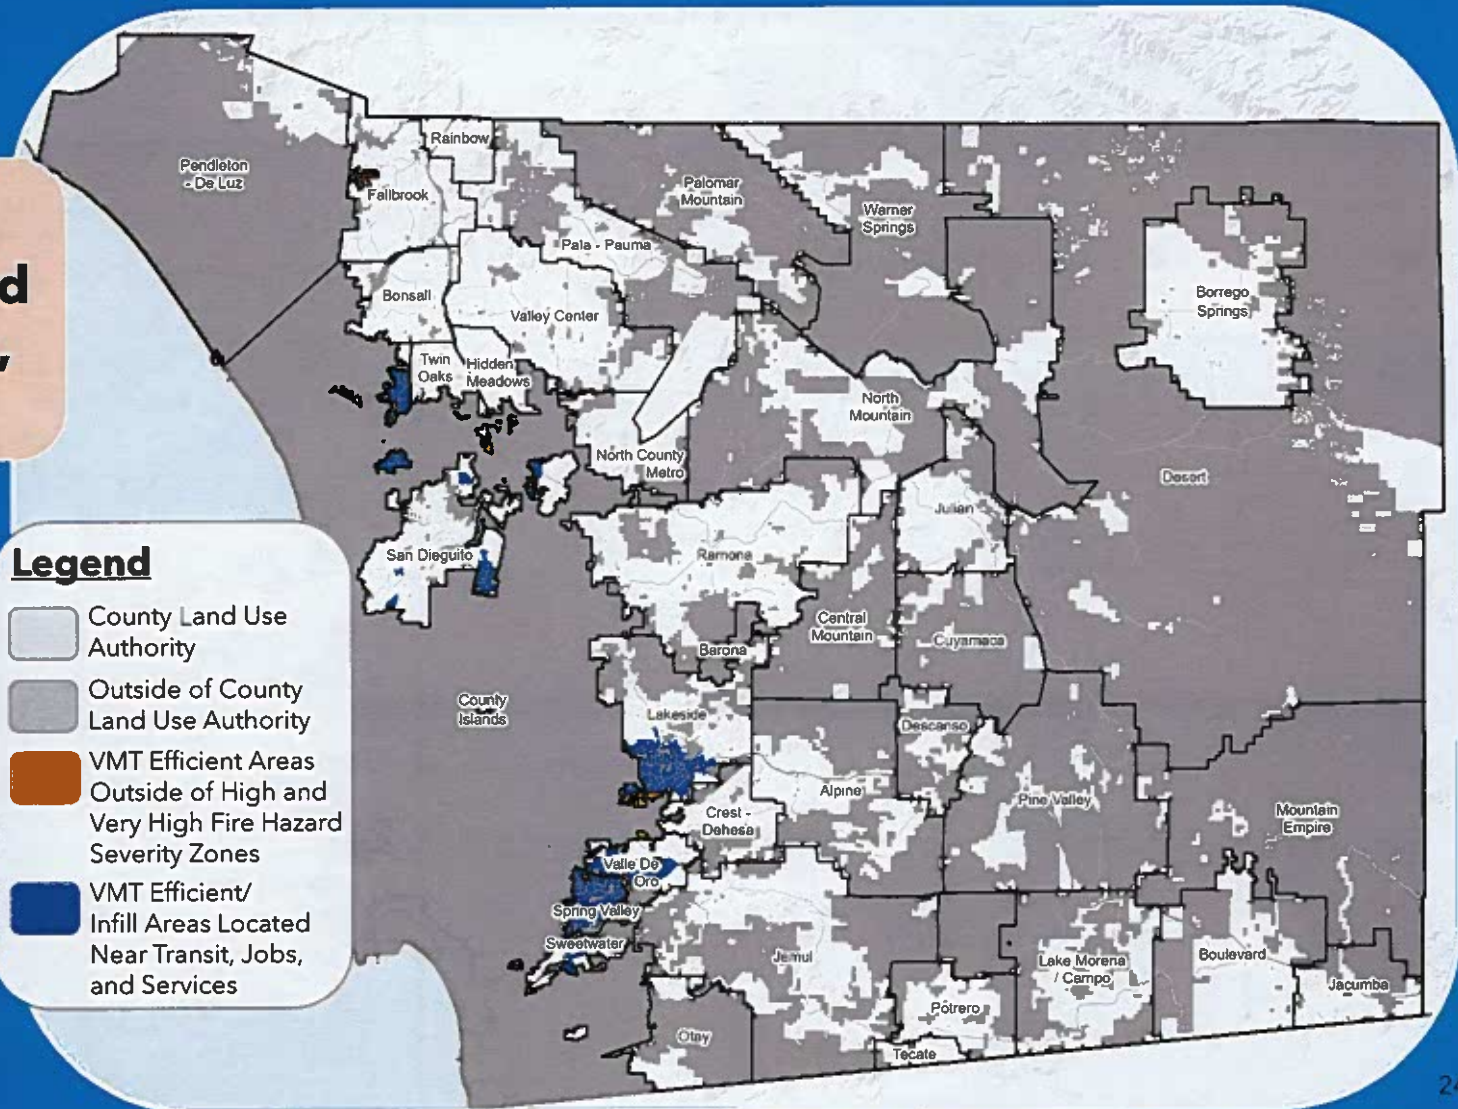 d
Legend
County Land Use
Authority
Outside of County
Land Use Authority
VMT Efficient Areas
Outside of High and
Very High Fire Hazard
Severity Zones
VMT Efficient/
Infill Areas Located
Near Transit, Jobs,
and Services
Pendleton
- De Luz
Rainbow
Fallbrook
Palomar
Mountain
Warner
Springs
Pala - Pauma
Bonsall
Valley Center
Borrego
Springs
Twin
Oaks
Hidden
Meadows
North
Mountain
North County
Metro
Desert
Julian
San Dieguito
Ramona
Central
Mountain
Cuyamaca
Barona
County
Islands
Lakeside
Descanso
Alpine
Pine Valley
Crest -
Dehesa
Mountain
Empire
Valle De
Oro
Spring Valley
Sweetwater
Jamul
Lake Morena
/ Campo
Boulevard
Jacumba
Potrero
Otay
Tecate